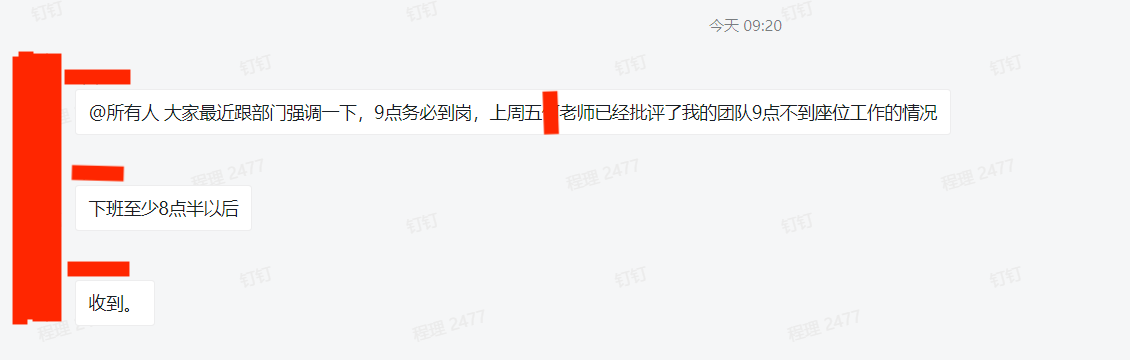 今天 09:20
@所有人 大家最近跟部门强调一下，9点务必到岗，上周五老师已经批评了我的团队9点不到座位工作的情况
下班至少8点半以后
收到。
钉钉
程理 2477